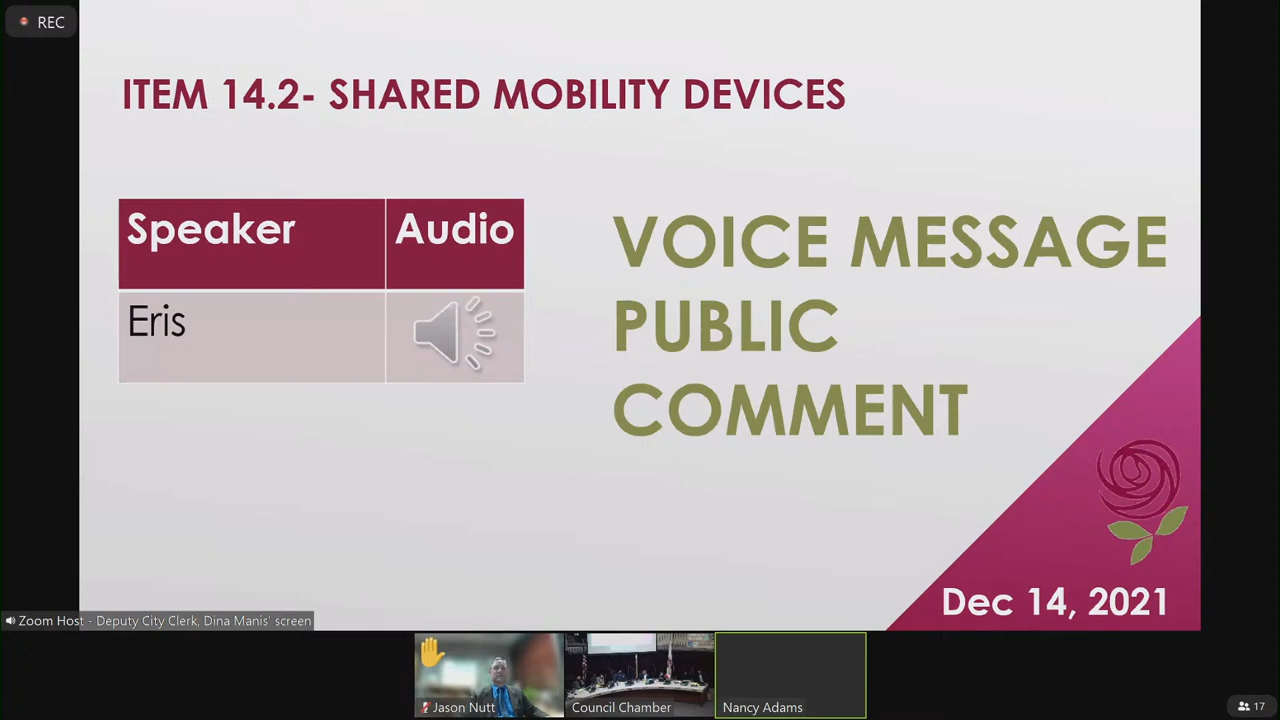 REC
ITEM 14.2- SHARED MOBILITY DEVICES
Speaker Audio
Eris
VOICE MESSAGE
PUBLIC
COMMENT
Dec 14, 2021
Zoom Host - Deputy City Clerk, Dina Manis' screen
Jason Nutt
Council Chamber
Nancy Adams
17